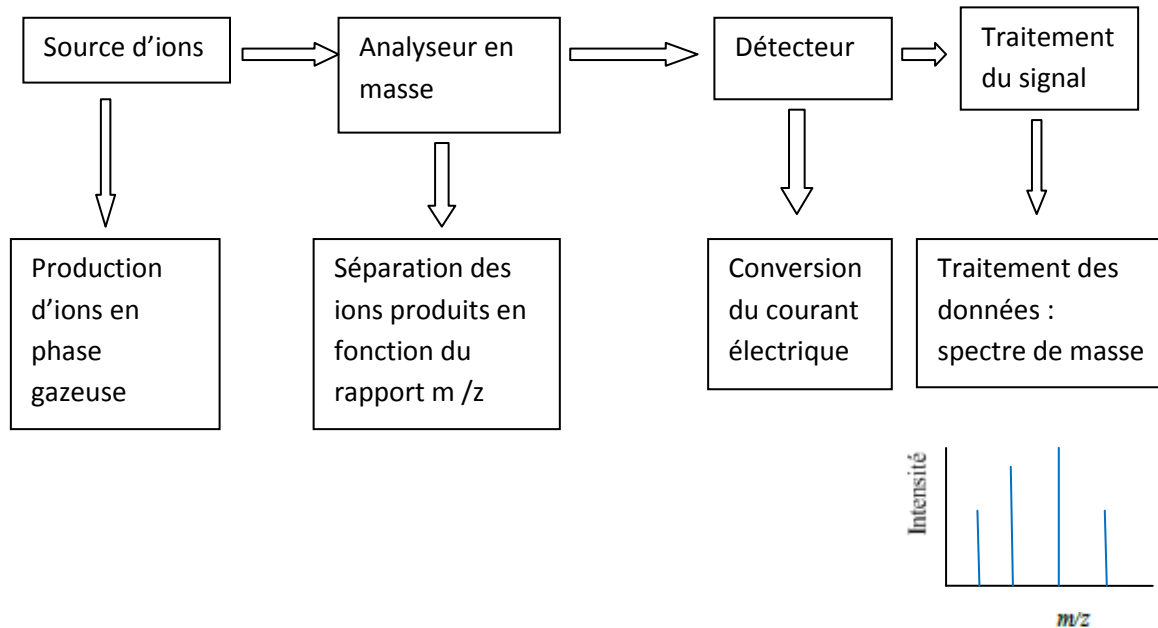 Source d’ions
Analyseur en
masse
Détecteur
Traitement
du signal
Production
d’ions en
phase
gazeuse
Séparation des
ions produits en
fonction du
rapport m /z
Conversion
du courant
électrique
Traitement des
données :
spectre de masse
Intensité
m/z